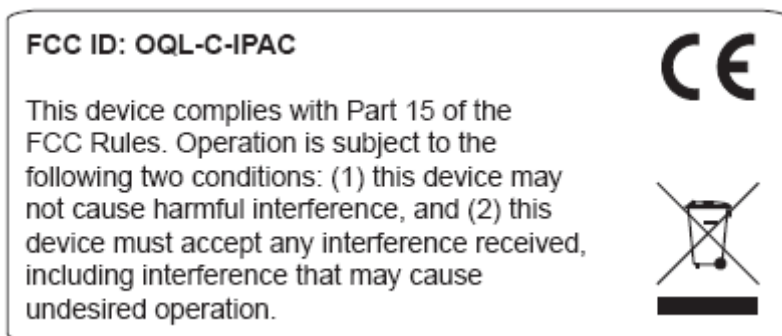 FCC ID: OQL-C-IPAC
CE
This device complies with Part 15 of the
FCC Rules. Operation is subject to the
following two conditions: (1) this device may
not cause harmful interference, and (2) this
device must accept any interference received,
including interference that may cause
undesired operation.